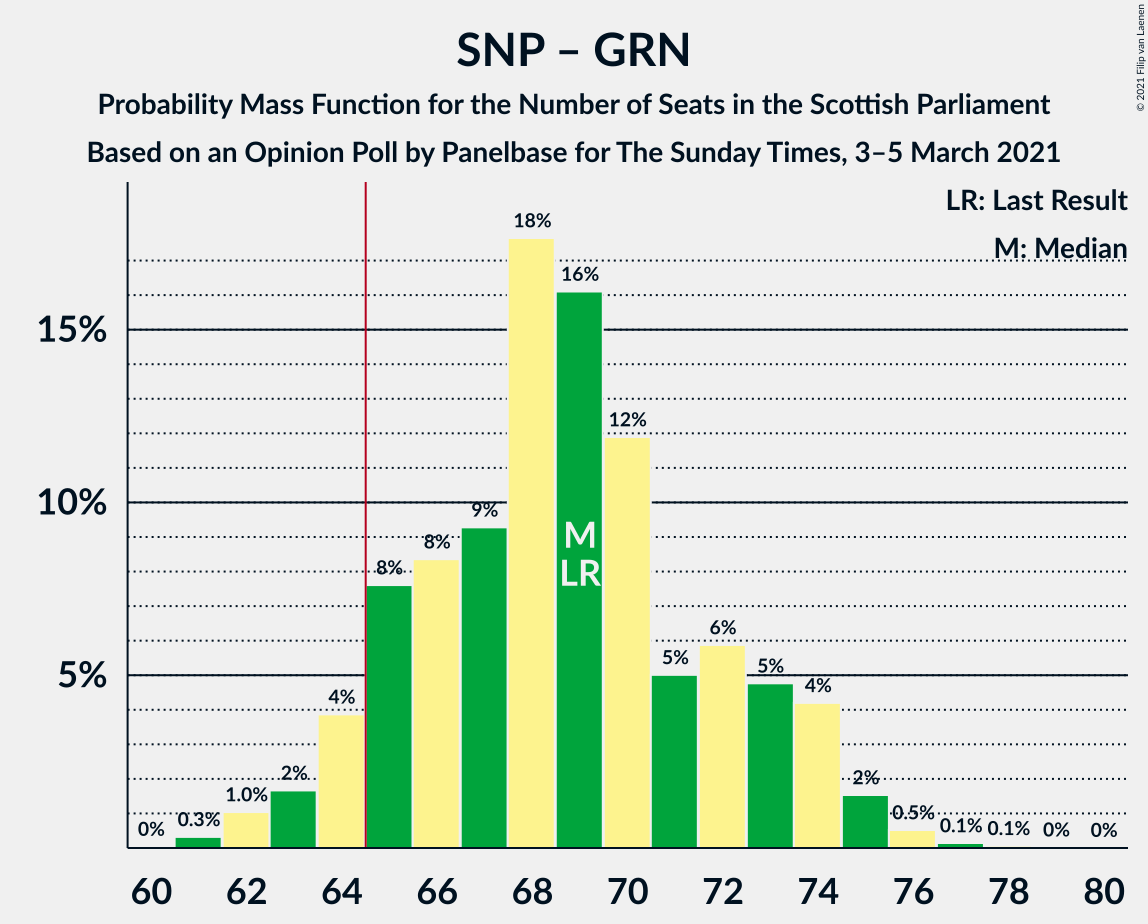 SNP – GRN
Probability Mass Function for the Number of Seats in the Scottish Parliament
Based on an Opinion Poll by Panelbase for The Sunday Times, 3–5 March 2021
© 2021 Filip van Laenen
LR: Last Result
M: Median
15%
10%
5%
0%
0.3%
1.0%
2%
4%
8%
8%
9%
18%
16%
12%
5%
6%
5%
4%
2%
0.5%
0.1%
0.1%
0%
0%
M
LR
60 62 64 66 68 70 72 74 76 78 80